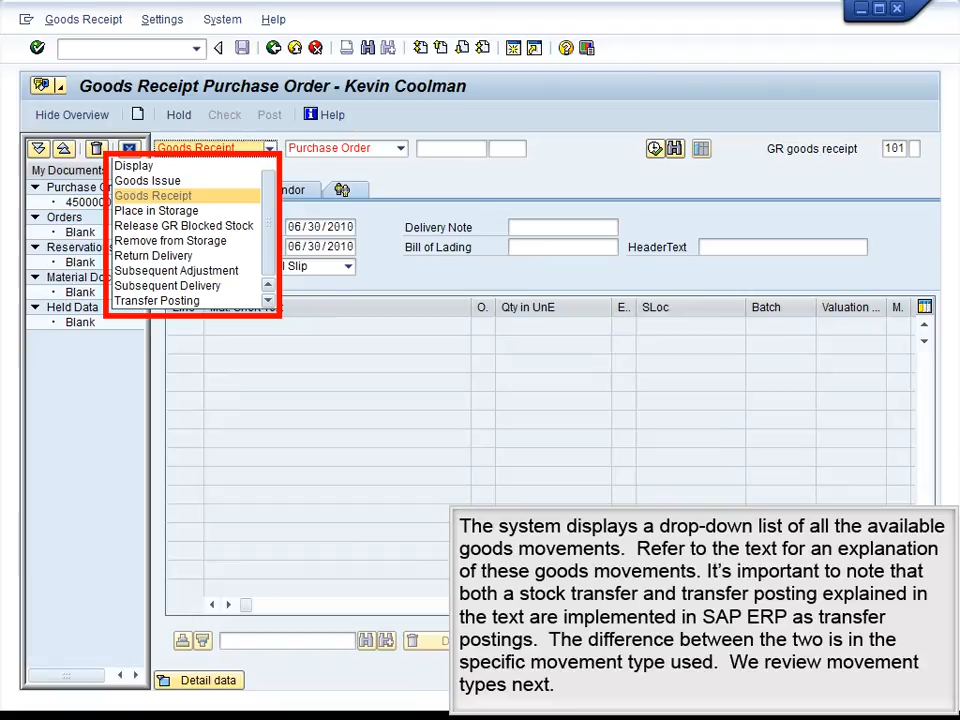 Goods Receipt Settings System Help
Goods Receipt Purchase Order - Kevin Coolman
Hide Overview Hold Check Post Help
Goods Receipt Purchase Order GR goods receipt 101
My Documents
Purchase Or
450000
Orders
Blank
Reservation
Blank
Material Doc
Blank
Held Data
Blank
Display
Goods Issue
Goods Receipt
Place in Storage
Release GR Blocked Stock
Remove from Storage
Return Delivery
Subsequent Adjustment
Subsequent Delivery
Transfer Posting
ndor
06/30/2010 Delivery Note
06/30/2010 Bill of Lading HeaderText
Slip
O. Qty in UnE E.. SLoc Batch Valuation ... M.
D
Detail data
The system displays a drop-down list of all the available
goods movements. Refer to the text for an explanation
of these goods movements. It's important to note that
both a stock transfer and transfer posting explained in
the text are implemented in SAP ERP as transfer
postings. The difference between the two is in the
specific movement type used. We review movement
types next.